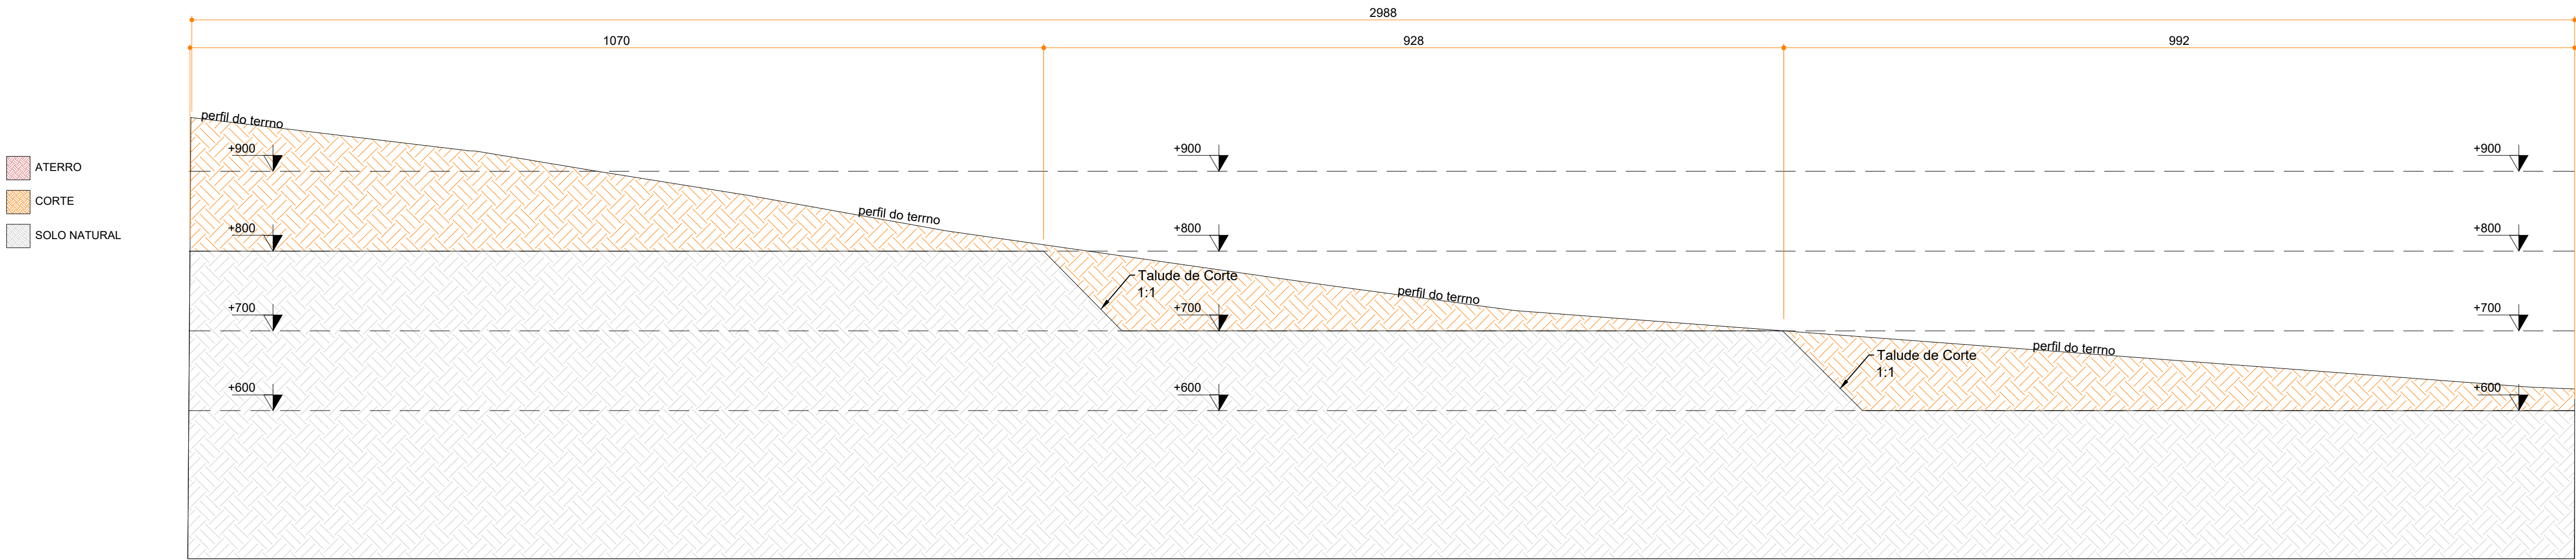 2988
1070 928 992
perfil do terrno
+900 +900 +900
ATERRO
CORTE
perfil do terrno
+800 +800 +800
SOLO NATURAL
Talude de Corte
1:1
perfil do terrno
+700 +700 +700
perfil do terrno
Talude de Corte
1:1
+600 +600 +600